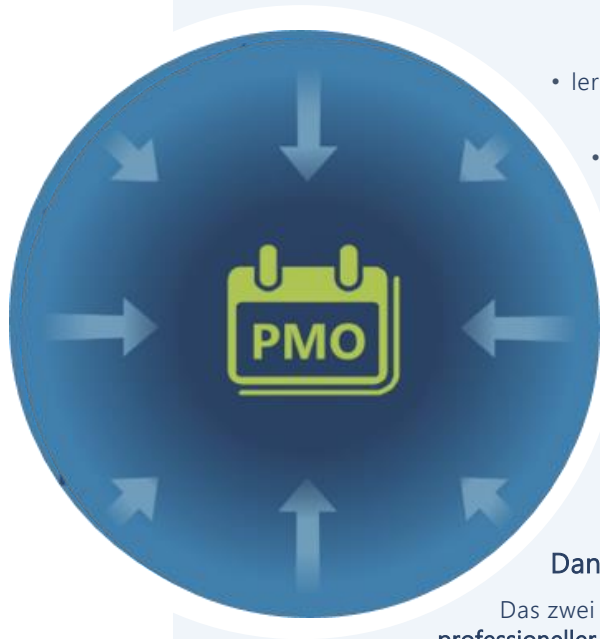 • ler
•
PMO
Dan
Das zwei
professioneller